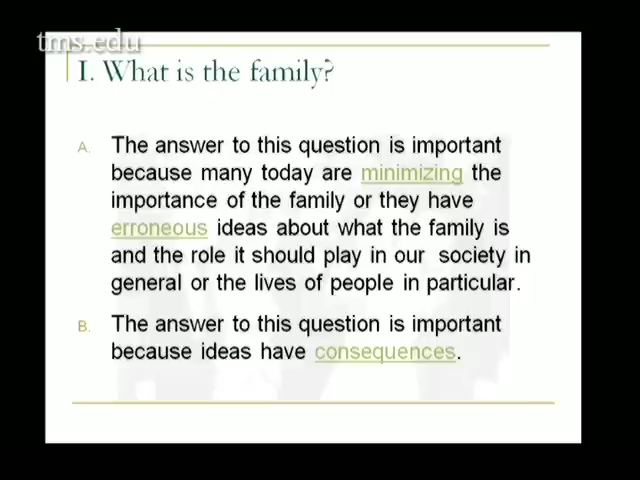 tms.edu
I. What is the family?
A. The answer to this question is important
because many today are minimizing the
importance of the family or they have
erroneous ideas about what the family is
and the role it should play in our society in
general or the lives of people in particular.
B. The answer to this question is important
because ideas have consequences.